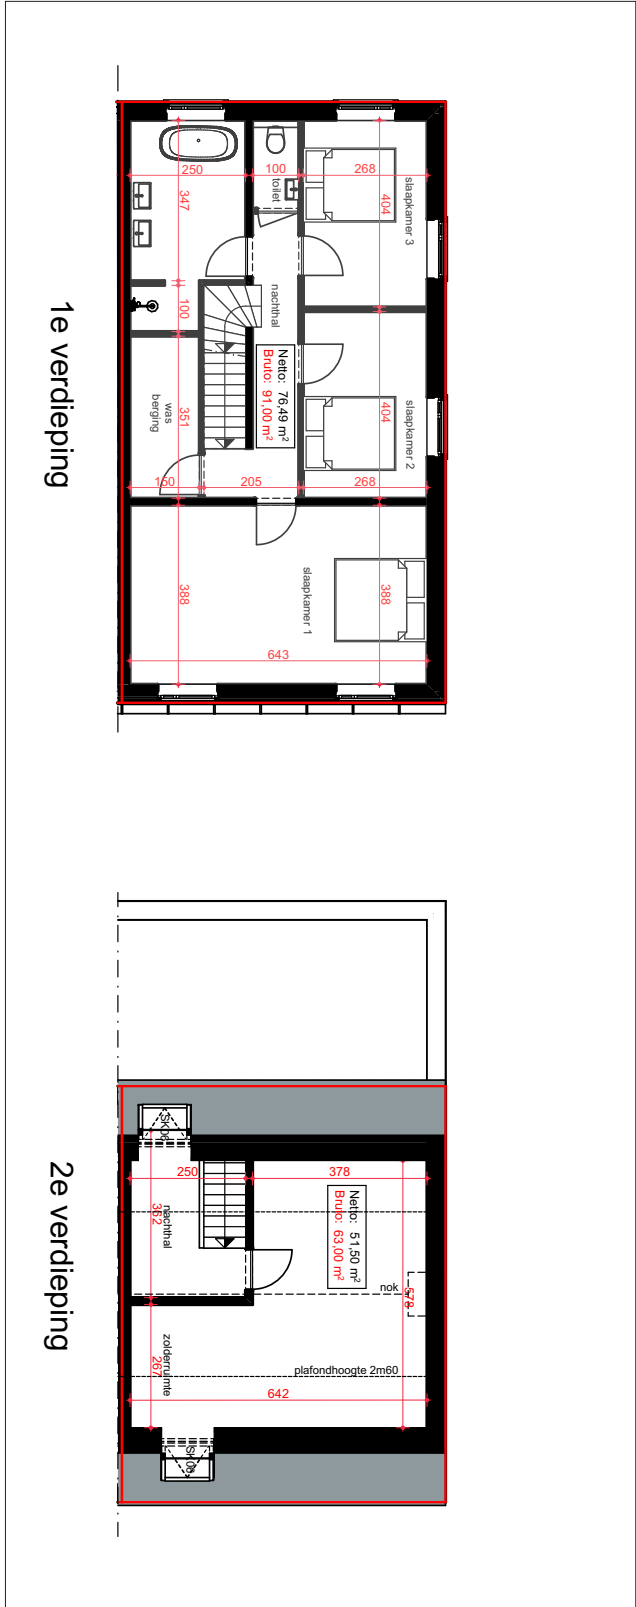 1e verdieping
250
100
268
toilet
slaapkamer 3
347
404
nachthal
100
Netto: 76,49 m²
Bruto: 91,00 m²
was
berging
351
404
slaapkamer 2
150
205
268
slaapkamer 1
388
388
643
2e verdieping
SK06
250
378
nachthal
362
Netto: 51,50 m²
Bruto: 63,00 m²
nok
578
zolderruimte
267
plafondhoogte 2m60
642
SK06